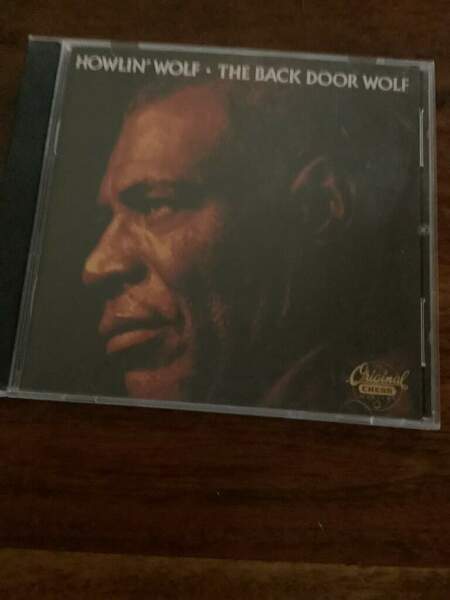 HOWLIN' WOLF • THE BACK DOOR WOLF
Original
CHESS